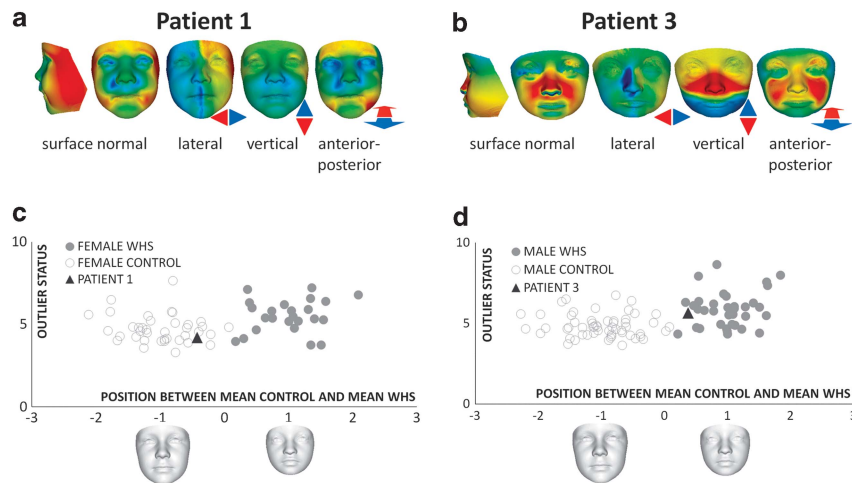 a
Patient 1
surface normal
lateral
vertical
anterior-
posterior
b
Patient 3
surface normal
lateral
vertical
anterior-
posterior
c
10
5
0
OUTLIER STATUS
FEMALE WHS
FEMALE CONTROL
PATIENT 1
POSITION BETWEEN MEAN CONTROL AND MEAN WHS
-3
-2
-1
0
1
2
3
d
10
5
0
OUTLIER STATUS
MALE WHS
MALE CONTROL
PATIENT 3
POSITION BETWEEN MEAN CONTROL AND MEAN WHS
-3
-2
-1
0
1
2
3